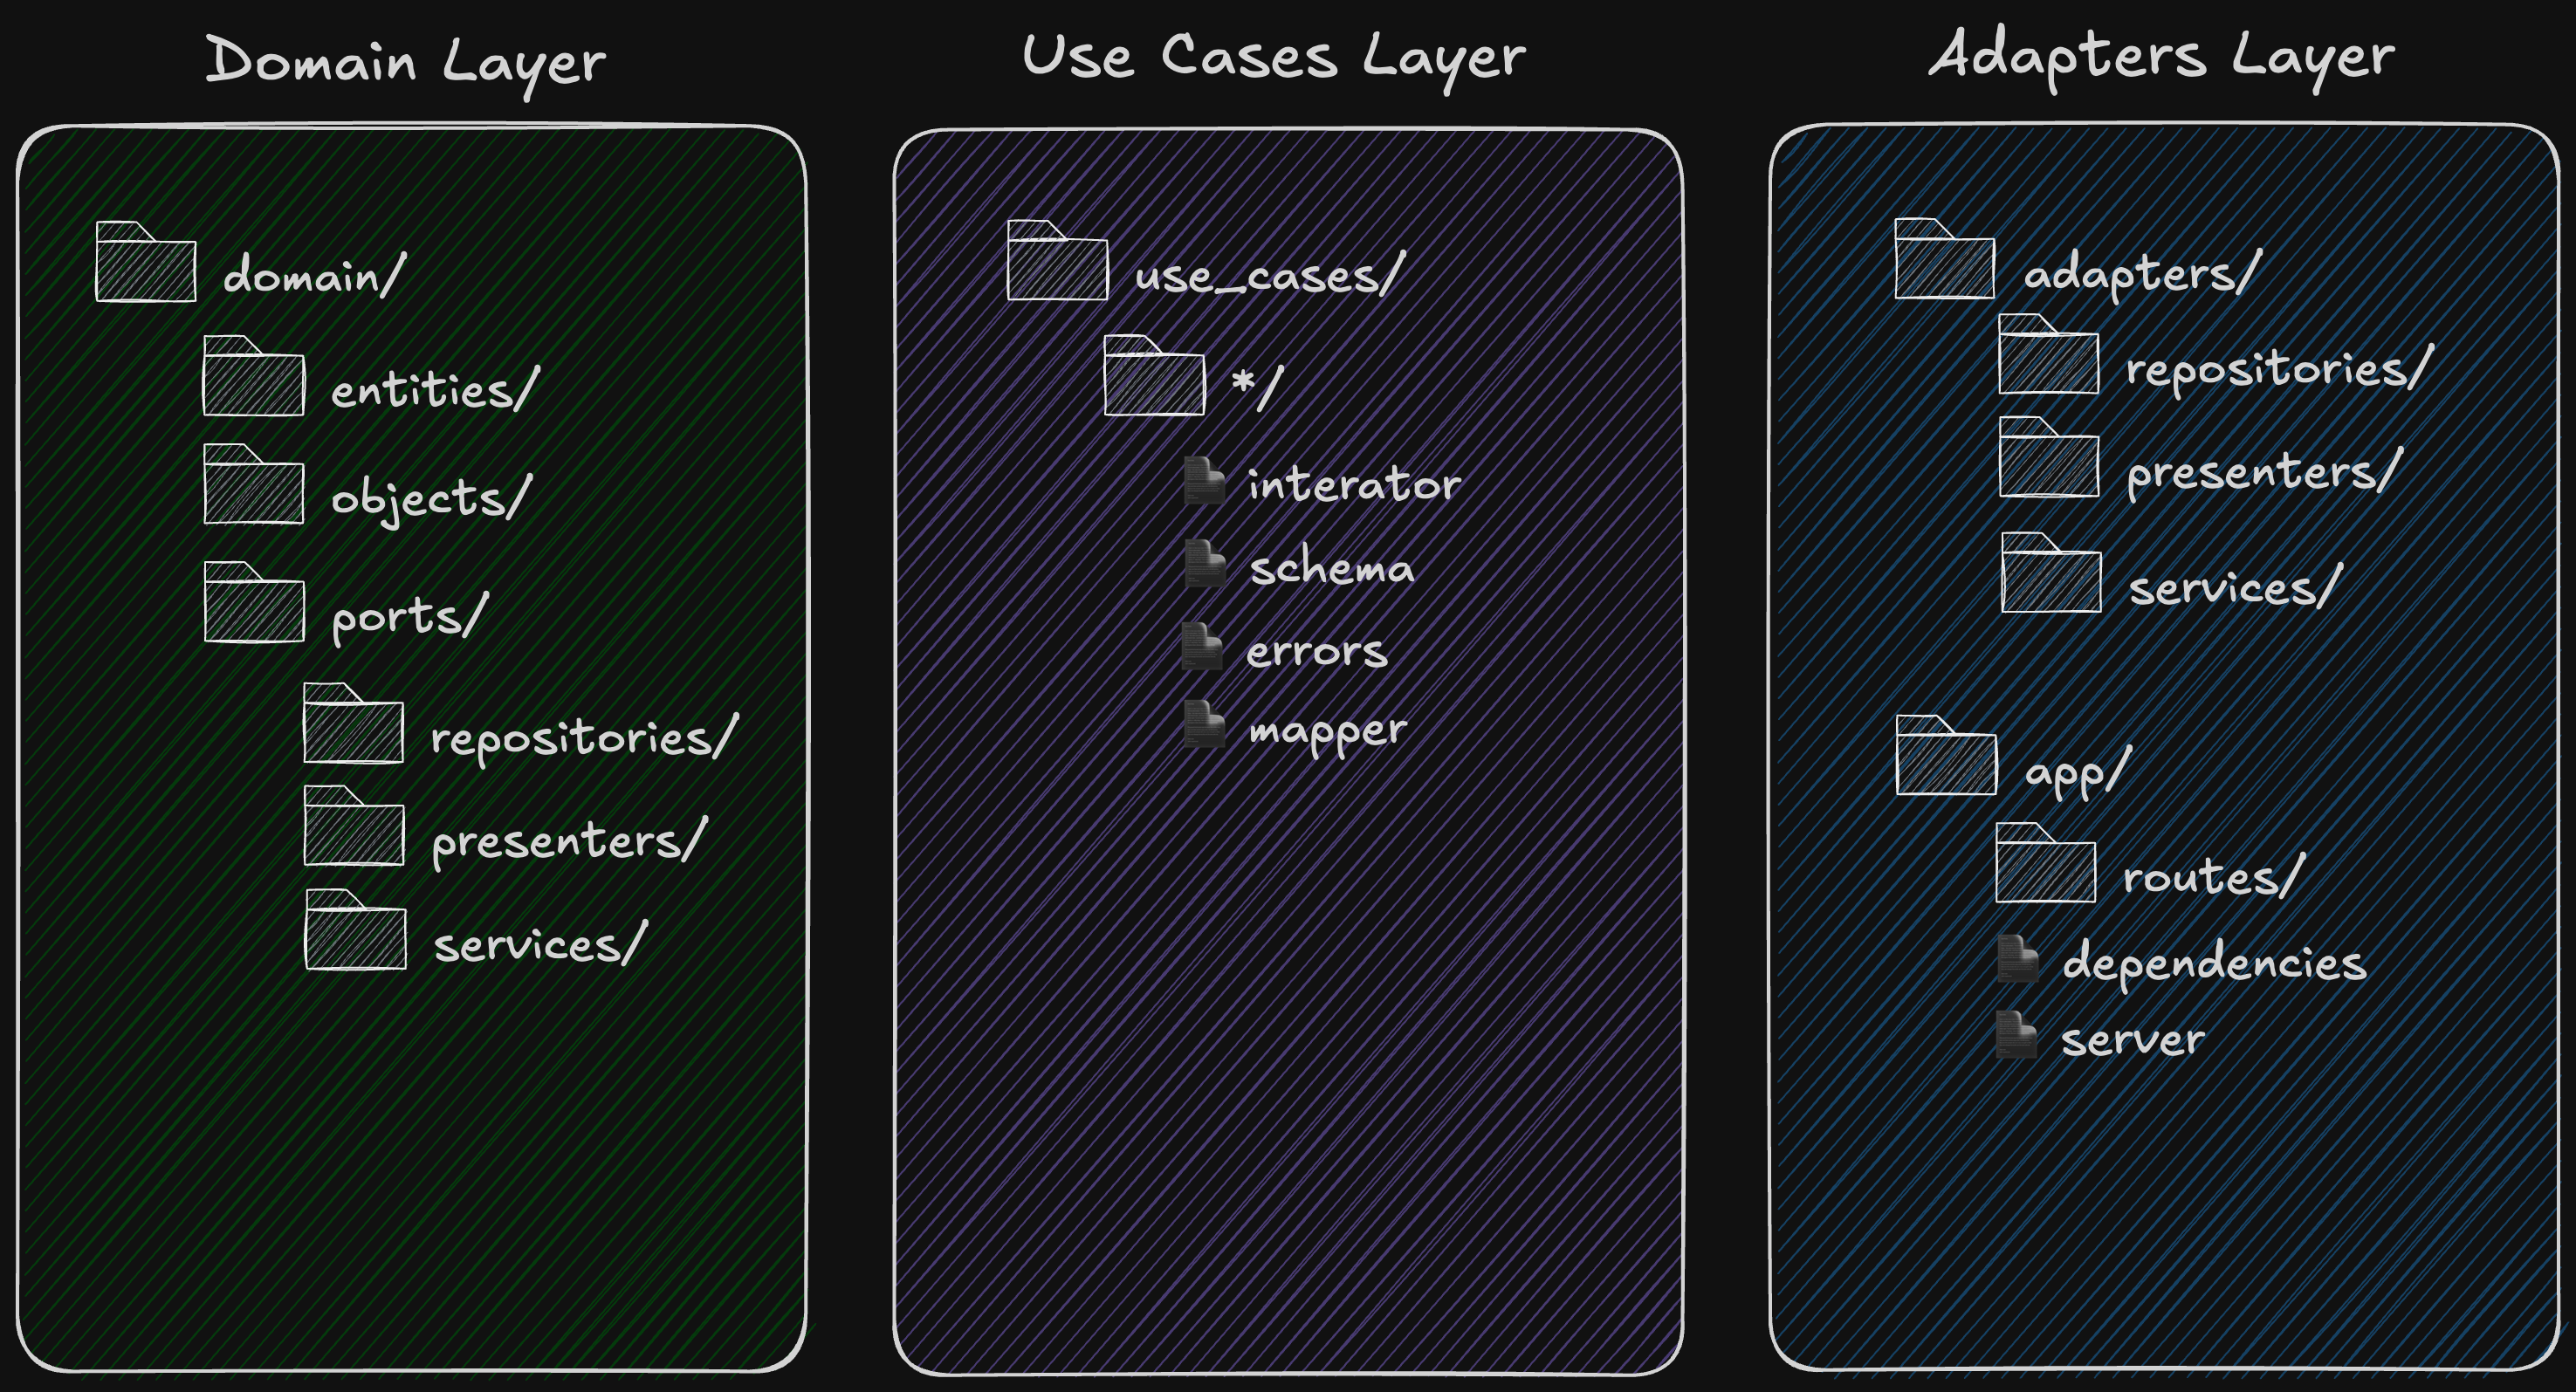 Domain Layer
domain/
entities/
objects/
ports/
repositories/
presenters/
services/
Use Cases Layer
use_cases/
*/
interator
schema
errors
mapper
Adapters Layer
adapters/
repositories/
presenters/
services/
app/
routes/
dependencies
server